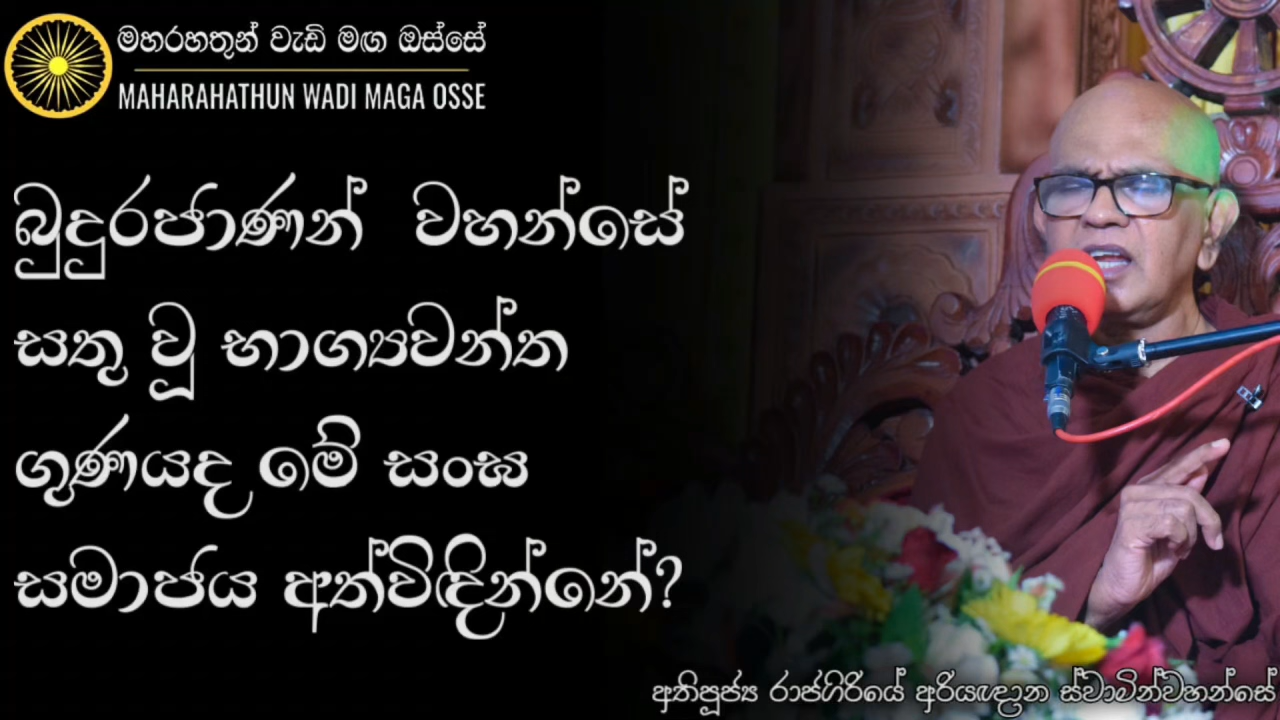 මහරහතුන් වැඩි මඟ ඔස්සේ
MAHARAHATHUN WADI MAGA OSSE
බුදුරජාණන් වහන්සේ
සතු වූ භාග්‍යවන්ත
ගුණයද මේ සංඝ
සමාජය අත්විඳින්නේ?
අතිපූජ්‍ය රාජගිරියේ අරියඥාන ස්වාමින්වහන්සේ